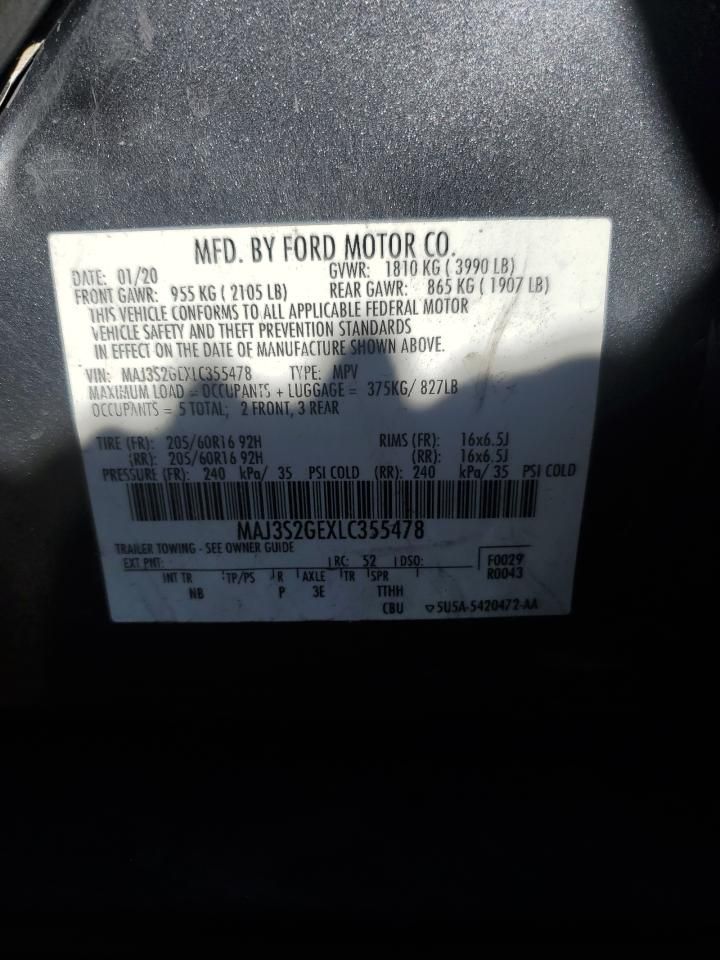 MFD. BY FORD MOTOR CO.
DATE: 01/20 GVWR: 1810 KG ( 3990 LB)
FRONT GAWR: 955 KG ( 2105 LB) REAR GAWR: 865 KG ( 1907 LB)
THIS VEHICLE CONFORMS TO ALL APPLICABLE FEDERAL MOTOR
VEHICLE SAFETY AND THEFT PREVENTION STANDARDS
IN EFFECT ON THE DATE OF MANUFACTURE SHOWN ABOVE.
VIN: MAJ3S2GEXLC355478 TYPE: MPV
MAXIMUM LOAD = OCCUPANTS + LUGGAGE = 375KG/ 827LB
OCCUPANTS = 5 TOTAL; 2 FRONT, 3 REAR
TIRE (FR): 205/60R16 92H RIMS (FR): 16x6.5J
(RR): 205/60R16 92H (RR): 16x6.5J
PRESSURE (FR): 240 kPa/ 35 PSI COLD (RR): 240 kPa/ 35 PSI COLD
MAJ3S2GEXLC355478
TRAILER TOWING - SEE OWNER GUIDE
EXT PNT: RC: 52 DSO: F0029
INT TR TP/PS R AXLE TR SPR R0043
NB P 3E TTHH
CBU ▽5U5A-5420472-AA